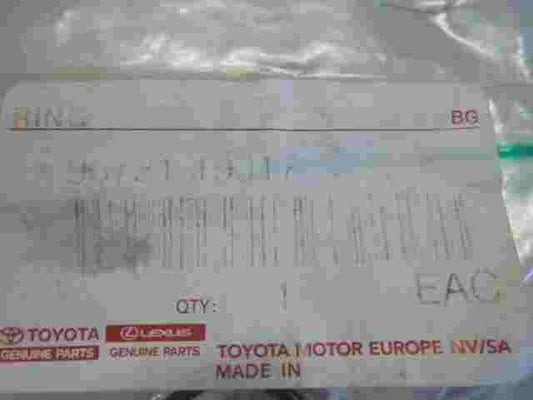 RING
BG
QTY: 1
EAC
TOYOTA
GENUINE PARTS
LEXUS
GENUINE PARTS
TOYOTA MOTOR EUROPE NV/SA
MADE IN